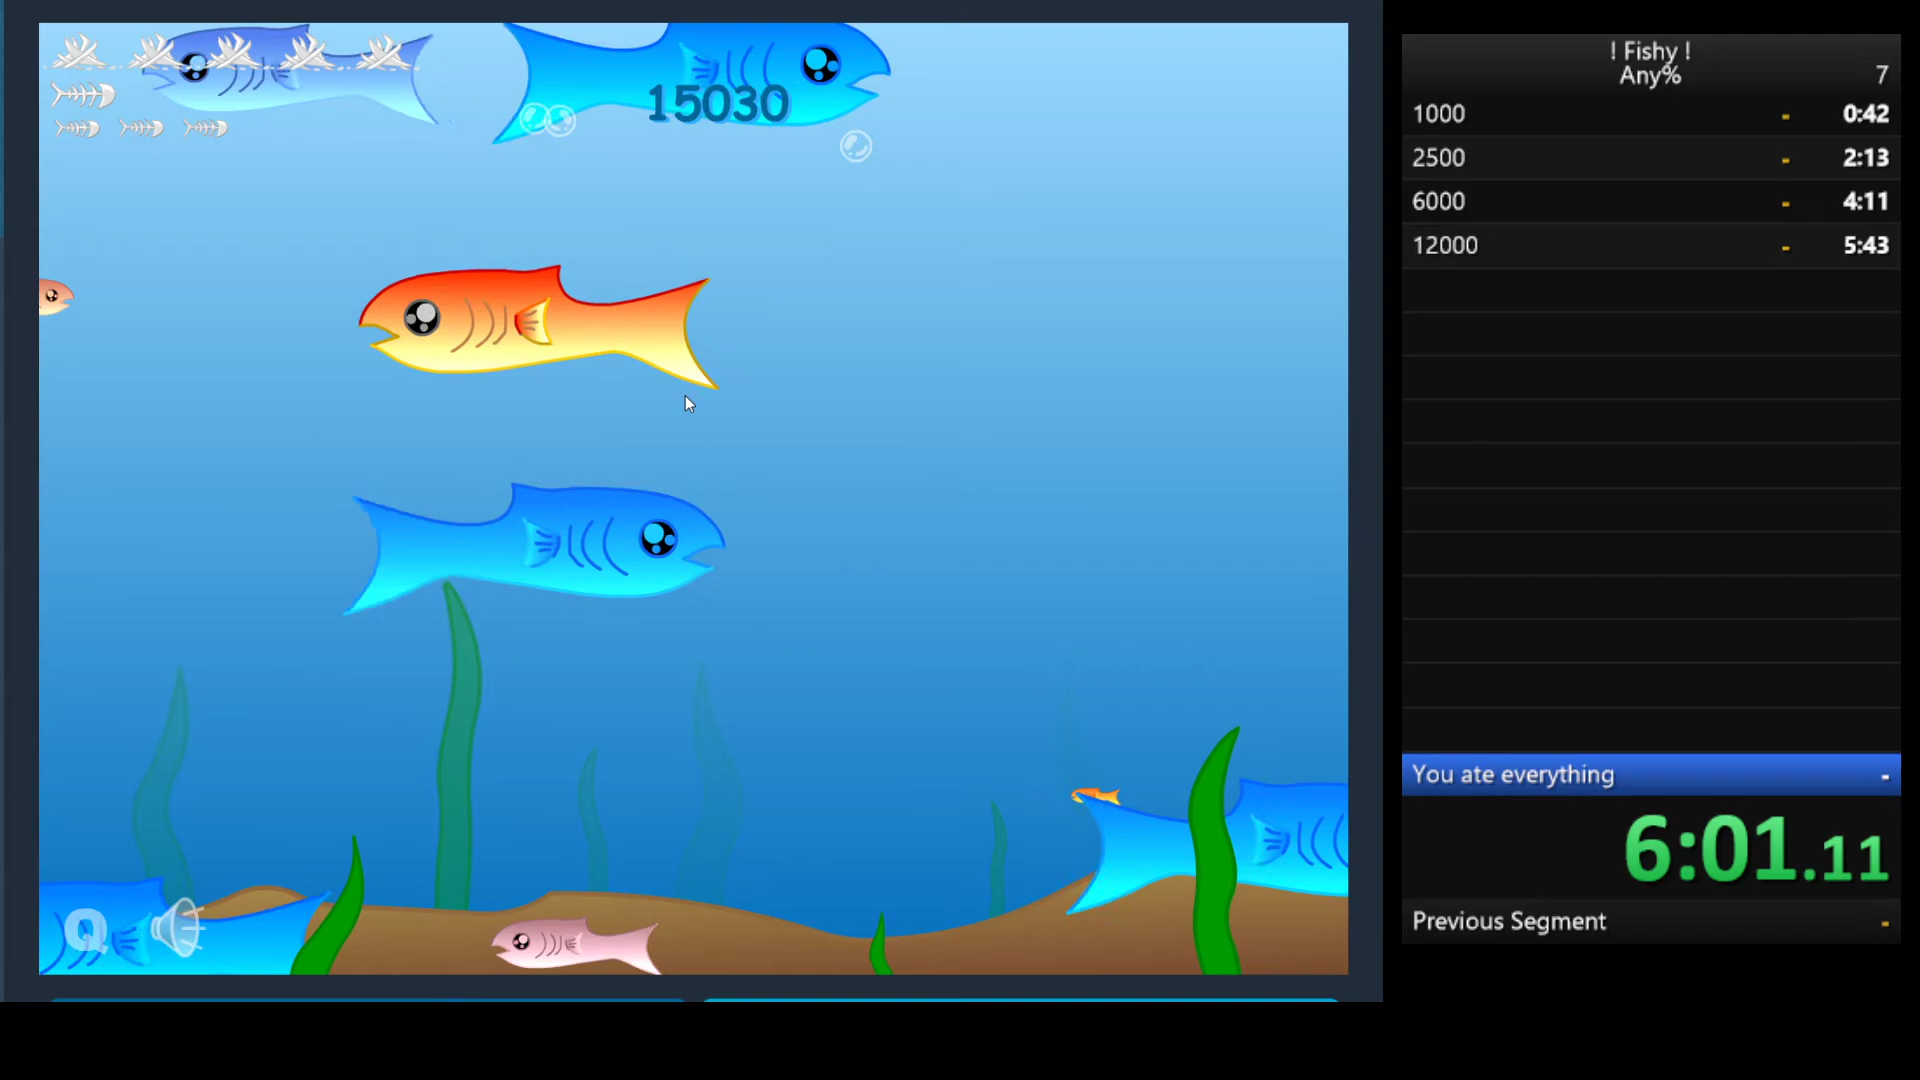 15030
Q
! Fishy !
Any%
7
1000 - 0:42
2500 - 2:13
6000 - 4:11
12000 - 5:43
You ate everything -
6:01.11
Previous Segment -